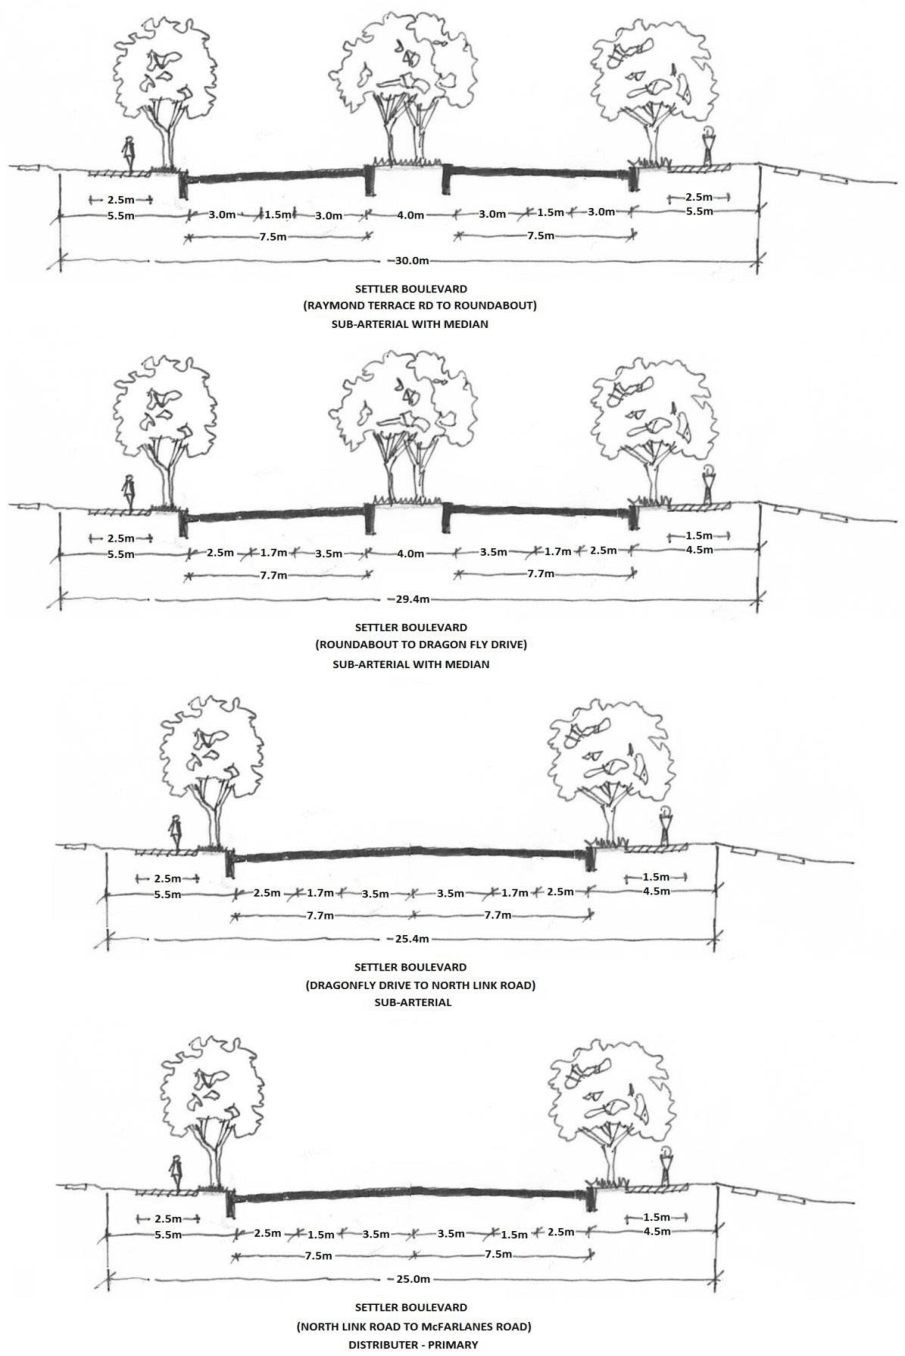 2.5m 2.5m
5.5m 3.0m 1.5m 3.0m 4.0m 3.0m 1.5m 3.0m 5.5m
7.5m 7.5m
30.0m
SETTLER BOULEVARD
(RAYMOND TERRACE RD TO ROUNDABOUT)
SUB-ARTERIAL WITH MEDIAN
2.5m 1.5m
5.5m 2.5m 1.7m 3.5m 4.0m 3.5m 1.7m 2.5m 4.5m
7.7m 7.7m
29.4m
SETTLER BOULEVARD
(ROUNDABOUT TO DRAGON FLY DRIVE)
SUB-ARTERIAL WITH MEDIAN
2.5m 1.5m
5.5m 2.5m 1.7m 3.5m 3.5m 1.7m 2.5m 4.5m
7.7m 7.7m
25.4m
SETTLER BOULEVARD
(DRAGONFLY DRIVE TO NORTH LINK ROAD)
SUB-ARTERIAL
2.5m 1.5m
5.5m 2.5m 1.5m 3.5m 3.5m 1.5m 2.5m 4.5m
7.5m 7.5m
25.0m
SETTLER BOULEVARD
(NORTH LINK ROAD TO McFARLANES ROAD)
DISTRIBUTER - PRIMARY